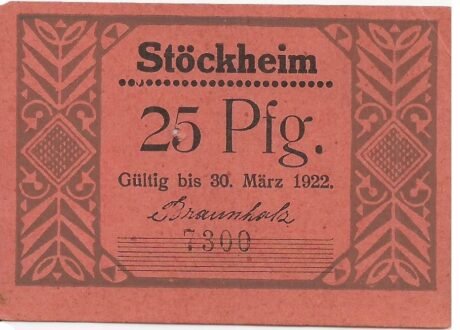 Stöckheim
25 Pfg.
Gültig bis 30. März 1922.
Braunholz
7300